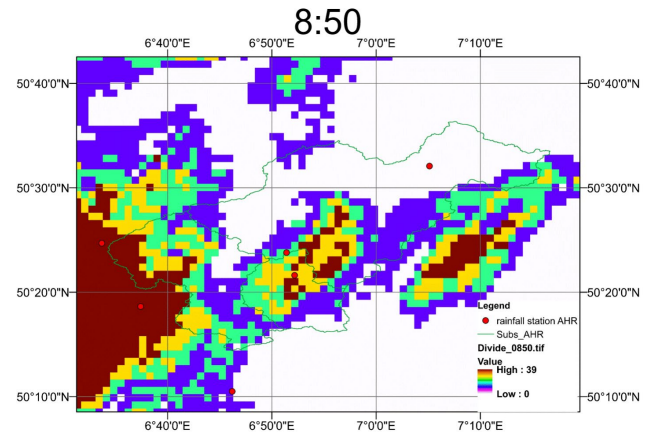 8:50
6°40'0"E 6°50'0"E 7°0'0"E 7°10'0"E
50°40'0"N 50°40'0"N
50°30'0"N 50°30'0"N
50°20'0"N 50°20'0"N
Legend
rainfall station AHR
Subs_AHR
Divide_0850.tif
Value
High : 39
Low : 0
50°10'0"N 50°10'0"N
6°40'0"E 6°50'0"E 7°0'0"E 7°10'0"E